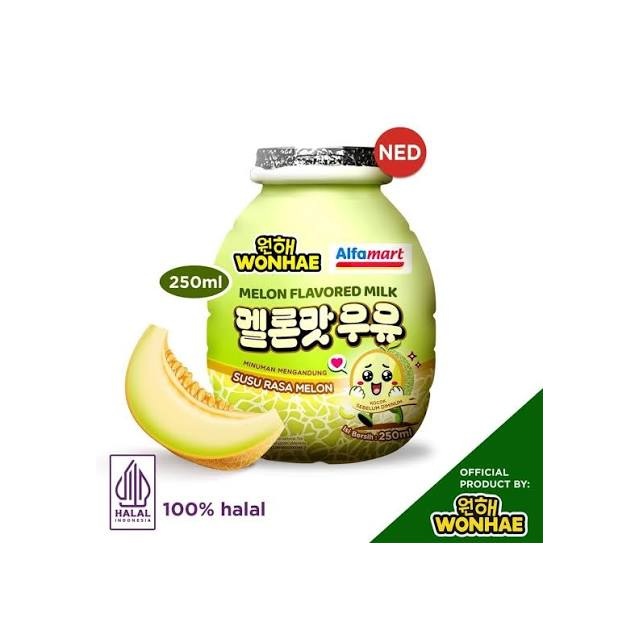 NED
원해
WONHAE
Alfamart
250ml
MELON FLAVORED MILK
멜론맛우유
MINUMAN MENGANDUNG
SUSU RASA MELON
KOCOK
SEBELUM DIMINUM
Isi Bersih : 250ml
HALAL
INDONESIA
100% halal
OFFICIAL
PRODUCT BY:
원해
WONHAE